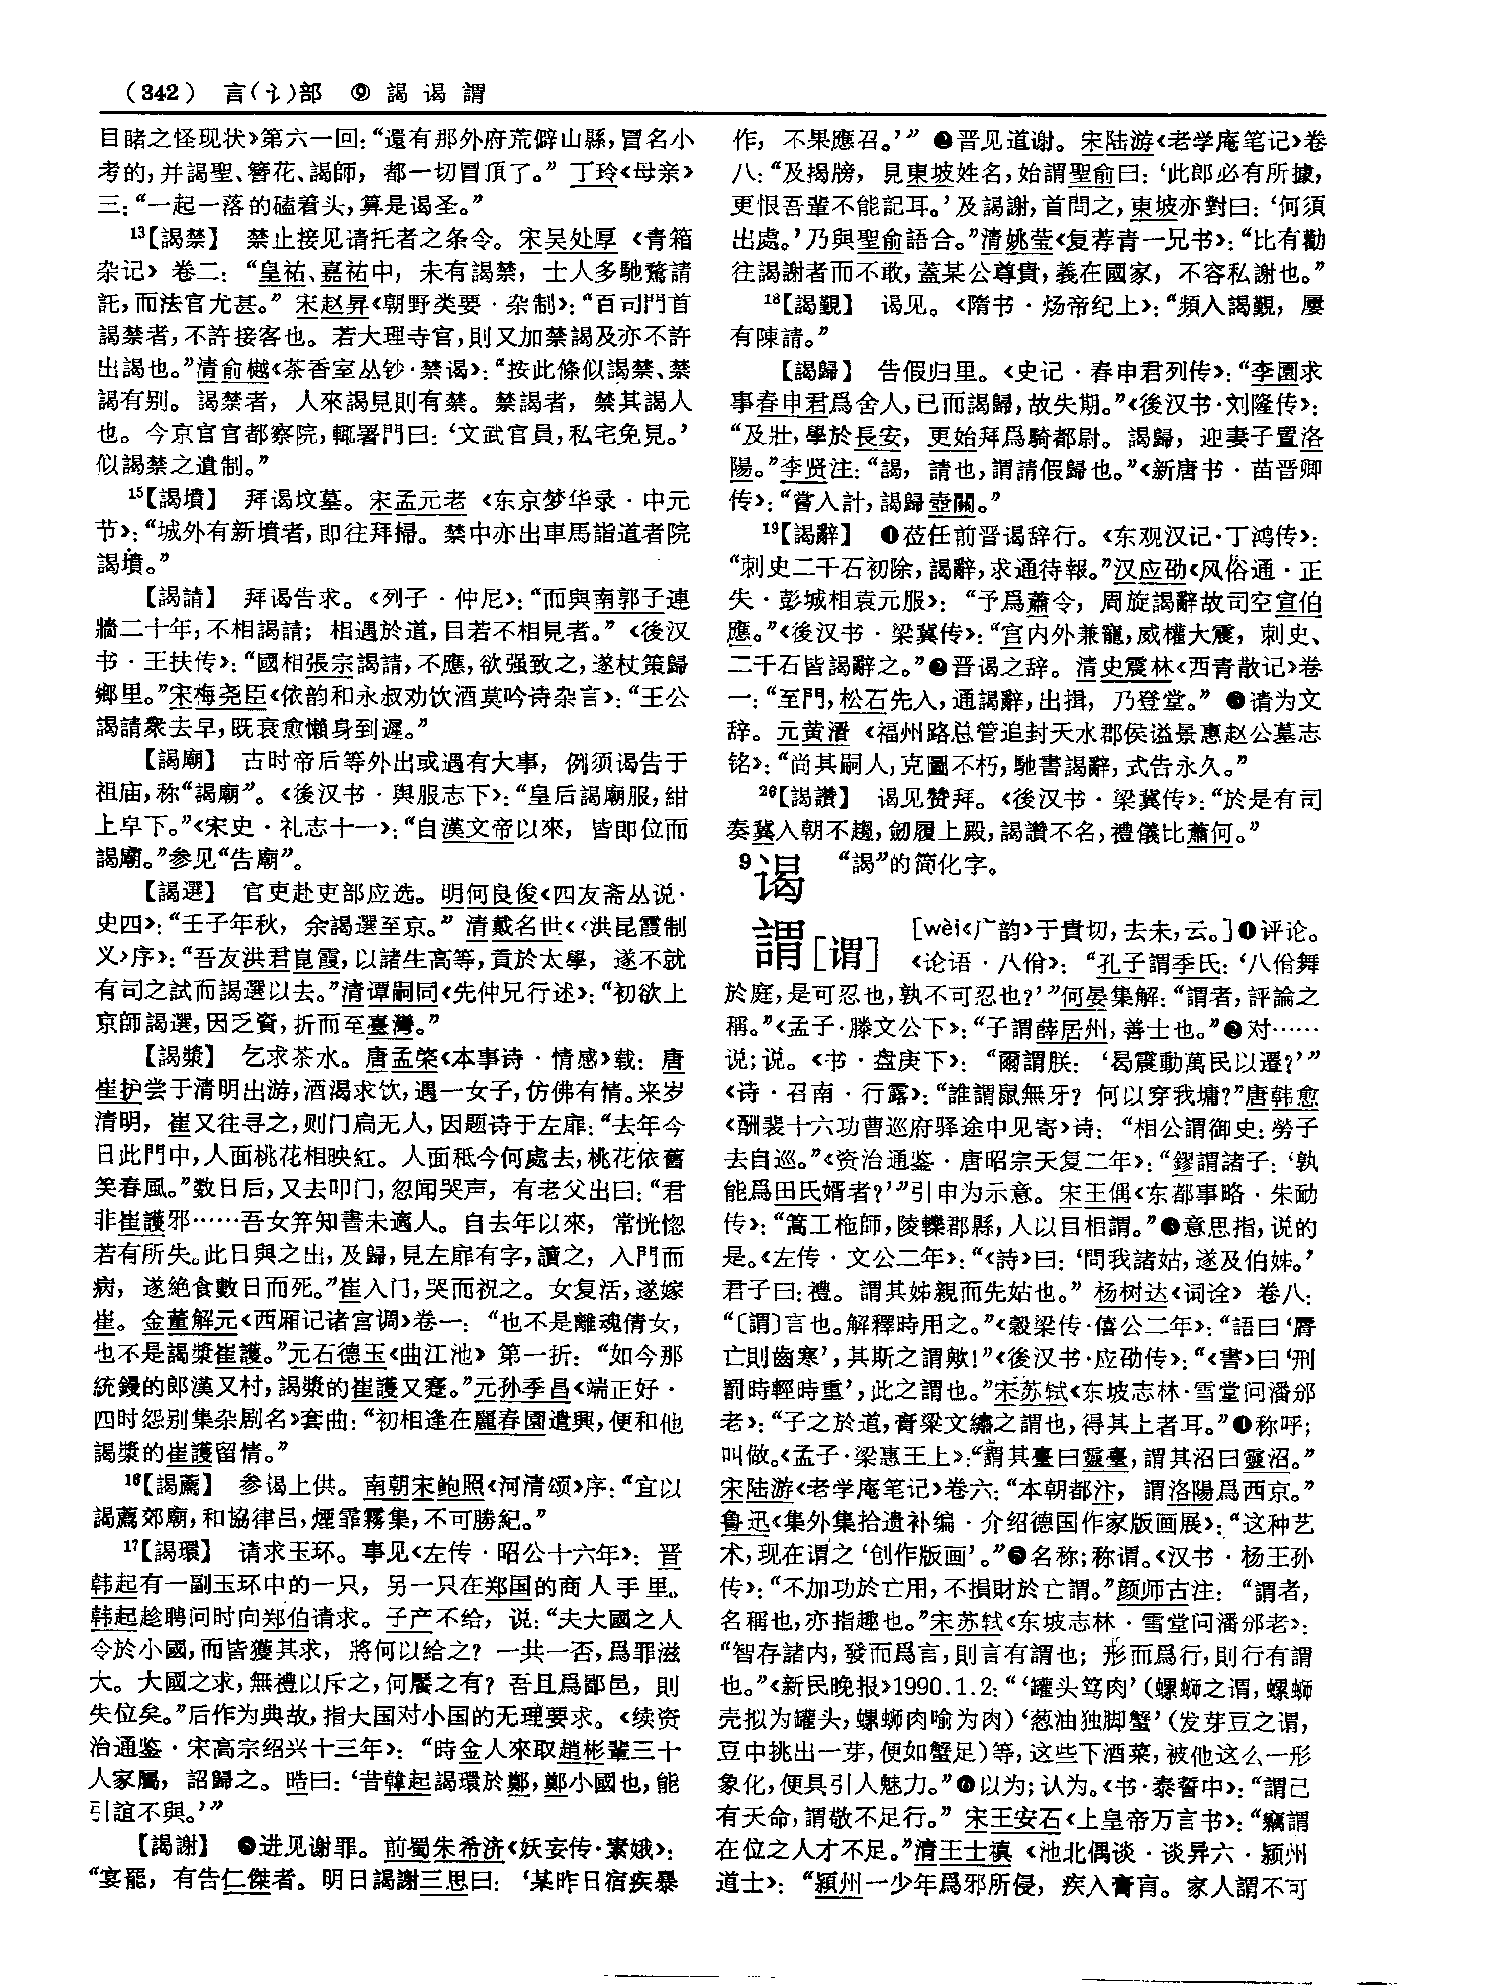 (342) 言(讠)部 ⑨ 謁 谒 謂
目睹之怪现状》第六一回：“還有那外府荒僻山縣，冒名小
考的，并謁聖、簪花、謁師，都一切冒頂了。”丁玲《母亲》
三：“一起一落的磕着头，算是谒圣。”
13【謁禁】 禁止接见请托者之条令。宋吴处厚《青箱
杂记》卷二：“皇祐、嘉祐中，未有謁禁，士人多馳騖請
託，而法官尤甚。”宋赵昇《朝野类要·杂制》：“百司門首
謁禁者，不許接客也。若大理寺官，則又加禁謁及亦不許
出謁也。”清俞樾《茶香室丛钞·禁谒》：“按此條似謁禁、禁
謁有别。謁禁者，人來謁見則有禁。禁謁者，禁其謁人
也。今京官官都察院，輒署門曰：‘文武官員，私宅免見。’
似謁禁之遺制。”
15【謁墳】 拜谒坟墓。宋孟元老《东京梦华录·中元
节》：“城外有新墳者，即往拜掃。禁中亦出車馬詣道者院
謁墳。”
【謁請】 拜谒告求。《列子·仲尼》：“而與南郭子連
牆二十年，不相謁請；相遇於道，目若不相見者。”《後汉
书·王扶传》：“國相張宗謁請，不應，欲强致之，遂杖策歸
鄉里。”宋梅尧臣《依韵和永叔劝饮酒莫吟诗杂言》：“王公
謁請衆去早，既衰愈懶身到遲。”
【謁廟】 古时帝后等外出或遇有大事，例须谒告于
祖庙，称“謁廟”。《後汉书·舆服志下》：“皇后謁廟服，紺
上皁下。”《宋史·礼志十一》：“自漢文帝以來，皆即位而
謁廟。”参见“告廟”。
【謁選】 官吏赴吏部应选。明何良俊《四友斋丛说·
史四》：“壬子年秋，余謁選至京。”清戴名世《〈洪昆霞制
义〉序》：“吾友洪君崑霞，以諸生高等，貢於太學，遂不就
有司之試而謁選以去。”清谭嗣同《先仲兄行述》：“初欲上
京師謁選，因乏資，折而至臺灣。”
【謁漿】 乞求茶水。唐孟棨《本事诗·情感》载：唐
崔护尝于清明出游，酒渴求饮，遇一女子，仿佛有情。来岁
清明，崔又往寻之，则门扃无人，因题诗于左扉：“去年今
日此門中，人面桃花相映紅。人面秖今何處去，桃花依舊
笑春風。”数日后，又去叩门，忽闻哭声，有老父出曰：“君
非崔護邪……吾女笄知書未適人。自去年以來，常恍惚
若有所失。此日與之出，及歸，見左扉有字，讀之，入門而
病，遂絶食數日而死。”崔入门，哭而祝之。女复活，遂嫁
崔。金董解元《西厢记诸宫调》卷一：“也不是離魂倩女，
也不是謁漿崔護。”元石德玉《曲江池》第一折：“如今那
統鏝的郎漢又村，謁漿的崔護又蹇。”元孙季昌《端正好·
四时怨别集杂剧名》套曲：“初相逢在麗春園遣興，便和他
謁漿的崔護留情。”
16【謁薦】 参谒上供。南朝宋鲍照《河清颂》序：“宜以
謁薦郊廟，和協律吕，煙霏霧集，不可勝紀。”
17【謁環】 请求玉环。事见《左传·昭公十六年》：晋
韩起有一副玉环中的一只，另一只在郑国的商人手里。
韩起趁聘问时向郑伯请求。子产不给，说：“夫大國之人
令於小國，而皆獲其求，將何以給之？一共一否，爲罪滋
大。大國之求，無禮以斥之，何饜之有？吾且爲鄙邑，則
失位矣。”后作为典故，指大国对小国的无理要求。《续资
治通鉴·宋高宗绍兴十三年》：“時金人來取趙彬輩三十
人家屬，詔歸之。晧曰：‘昔韓起謁環於鄭，鄭小國也，能
引誼不與。’”
【謁謝】 ❶进见谢罪。前蜀朱希济《妖妄传·素娥》：
“宴罷，有告仁傑者。明日謁謝三思曰：‘某昨日宿疾暴
作，不果應召。’”❷晋见道谢。宋陆游《老学庵笔记》卷
八：“及揭牓，見東坡姓名，始謂聖俞曰：‘此郎必有所據，
更恨吾輩不能記耳。’及謁謝，首問之，東坡亦對曰：‘何須
出處。’乃與聖俞語合。”清姚莹《复荐青一兄书》：“比有勸
往謁謝者而不敢，蓋某公尊貴，義在國家，不容私謝也。”
18【謁覲】 谒见。《隋书·炀帝纪上》：“頻入謁覲，屢
有陳請。”
【謁歸】 告假归里。《史记·春申君列传》：“李園求
事春申君爲舍人，已而謁歸，故失期。”《後汉书·刘隆传》：
“及壯，學於長安，更始拜爲騎都尉。謁歸，迎妻子置洛
陽。”李贤注：“謁，請也，謂請假歸也。”《新唐书·苗晋卿
传》：“嘗入計，謁歸壺關。”
19【謁辭】 ❶莅任前晋谒辞行。《东观汉记·丁鸿传》：
“刺史二千石初除，謁辭，求通待報。”汉应劭《风俗通·正
失·彭城相袁元服》：“予爲蕭令，周旋謁辭故司空宣伯
應。”《後汉书·梁冀传》：“宫内外兼寵，威權大震，刺史、
二千石皆謁辭之。”❷晋谒之辞。清史震林《西青散记》卷
一：“至門，松石先入，通謁辭，出揖，乃登堂。”❸请为文
辞。元黄溍《福州路总管追封天水郡侯谥景惠赵公墓志
铭》：“尚其嗣人，克圖不朽，馳書謁辭，式告永久。”
26【謁讚】 谒见赞拜。《後汉书·梁冀传》：“於是有司
奏冀入朝不趨，劒履上殿，謁讚不名，禮儀比蕭何。”
9谒 “謁”的简化字。
謂[谓] [wèi《广韵》于貴切，去未，云。]❶评论。
《论语·八佾》：“孔子謂季氏：‘八佾舞
於庭，是可忍也，孰不可忍也？’”何晏集解：“謂者，評論之
稱。”《孟子·滕文公下》：“子謂薛居州，善士也。”❷对……
说；说。《书·盘庚下》：“爾謂朕：‘曷震動萬民以遷？’”
《诗·召南·行露》：“誰謂鼠無牙？何以穿我墉？”唐韩愈
《酬裴十六功曹巡府驿途中见寄》诗：“相公謂御史：勞子
去自巡。”《资治通鉴·唐昭宗天复二年》：“鏐謂諸子：‘孰
能爲田氏婿者？’”引申为示意。宋王偁《东都事略·朱勔
传》：“篙工柂師，陵轢郡縣，人以目相謂。”❸意思指，说的
是。《左传·文公二年》：“《詩》曰：‘問我諸姑，遂及伯姊。’
君子曰：禮。謂其姊親而先姑也。”杨树达《词诠》卷八：
“〔謂〕言也。解釋時用之。”《榖梁传·僖公二年》：“語曰‘脣
亡則齒寒’，其斯之謂歟！”《後汉书·应劭传》：“《書》曰‘刑
罰時輕時重’，此之謂也。”宋苏轼《东坡志林·雪堂问潘邠
老》：“子之於道，膏梁文繡之謂也，得其上者耳。”❹称呼；
叫做。《孟子·梁惠王上》：“謂其臺曰靈臺，謂其沼曰靈沼。”
宋陆游《老学庵笔记》卷六：“本朝都汴，謂洛陽爲西京。”
鲁迅《集外集拾遗补编·介绍德国作家版画展》：“这种艺
术，现在谓之‘创作版画’。”❺名称；称谓。《汉书·杨王孙
传》：“不加功於亡用，不損財於亡謂。”颜师古注：“謂者，
名稱也，亦指趣也。”宋苏轼《东坡志林·雪堂问潘邠老》：
“智存諸内，發而爲言，則言有謂也；形而爲行，則行有謂
也。”《新民晚报》1990.1.2：“‘罐头笃肉’（螺蛳之谓，螺蛳
壳拟为罐头，螺蛳肉喻为肉）‘葱油独脚蟹’（发芽豆之谓，
豆中挑出一芽，便如蟹足）等，这些下酒菜，被他这么一形
象化，便具引人魅力。”❻以为；认为。《书·泰誓中》：“謂己
有天命，謂敬不足行。”宋王安石《上皇帝万言书》：“竊謂
在位之人才不足。”清王士禛《池北偶谈·谈异六·颍州
道士》：“潁州一少年爲邪所侵，疾入膏肓。家人謂不可